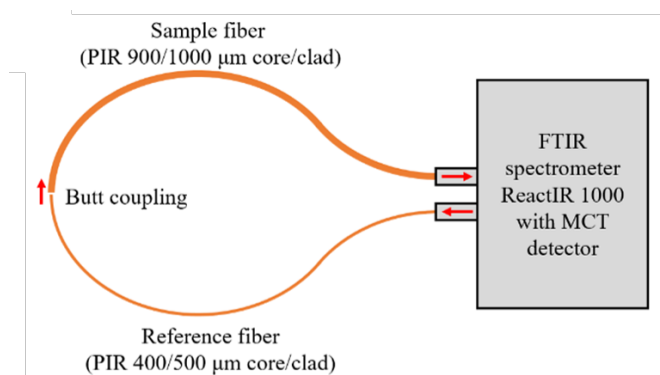 Sample fiber
(PIR 900/1000 μm core/clad)
FTIR
spectrometer
ReactIR 1000
with MCT
detector
Butt coupling
Reference fiber
(PIR 400/500 μm core/clad)